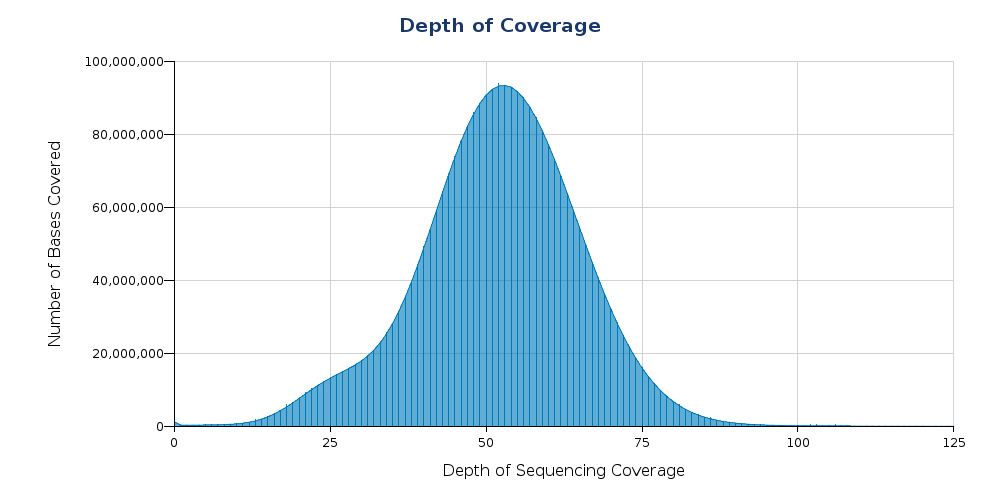 Depth of Coverage
100,000,000
80,000,000
60,000,000
40,000,000
20,000,000
0
Number of Bases Covered
0 25 50 75 100 125
Depth of Sequencing Coverage